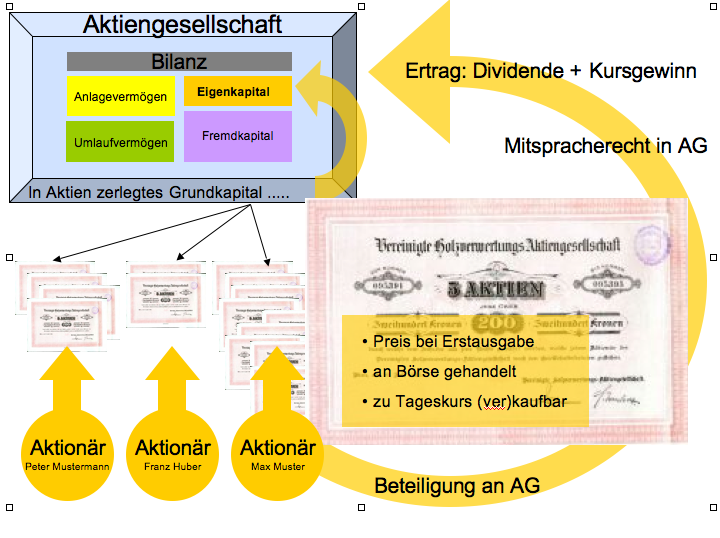 Aktiengesellschaft
Bilanz
Anlagevermögen
Eigenkapital
Umlaufvermögen
Fremdkapital
In Aktien zerlegtes Grundkapital .....
Ertrag: Dividende + Kursgewinn
Mitspracherecht in AG
Vereinigte Holzverwertungs Aktiengesellschaft
5 AKTIEN
Zweihundert Kronen 200 Zweihundert Kronen
• Preis bei Erstausgabe
• an Börse gehandelt
• zu Tageskurs (ver)kaufbar
Aktionär
Peter Mustermann
Aktionär
Franz Huber
Aktionär
Max Muster
Beteiligung an AG